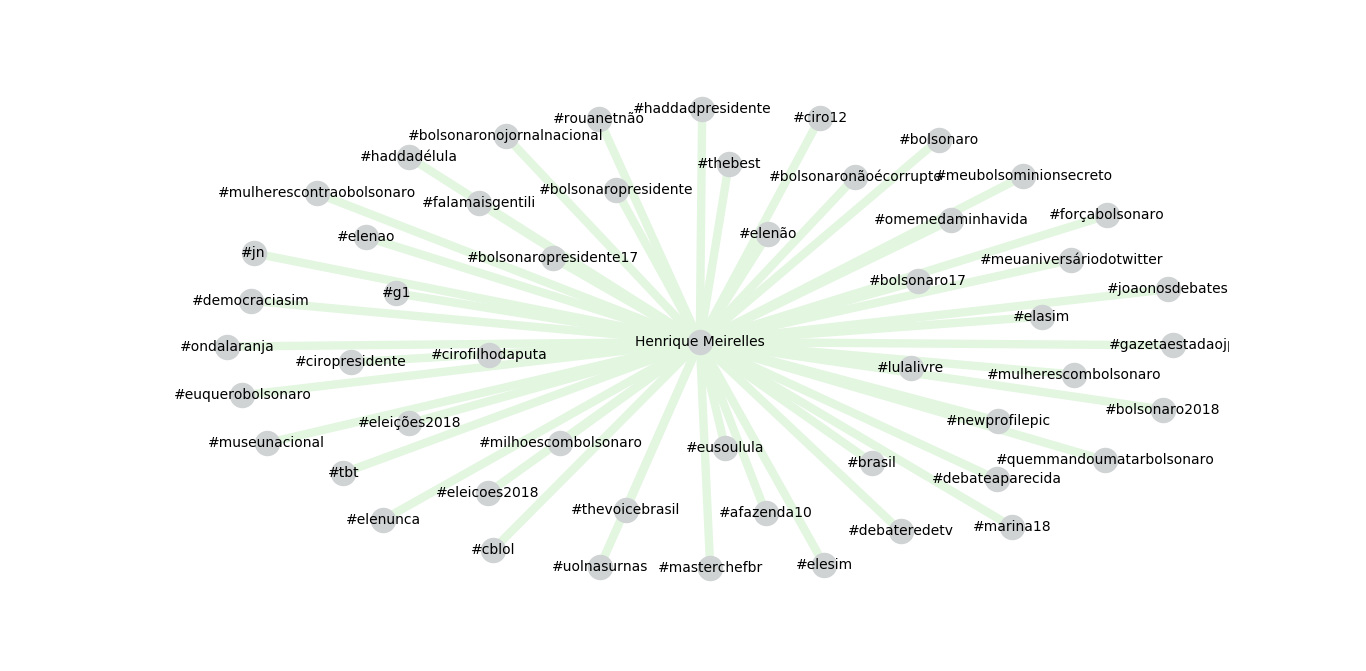 #haddadpresidente
#rouanetnão
#ciro12
#bolsonaronojornalnacional
#bolsonaro
#haddadélula
#thebest
#bolsonaronãoécorrupto
#meubolsominionsecreto
#mulherescontraobolsonaro
#bolsonaropresidente
#falamaisgentili
#forçabolsonaro
#omemedaminhavida
#elenao
#elenão
#jn
#bolsonaropresidente17
#meuaniversáriodotwitter
#bolsonaro17
#joaonosdebates
#g1
#democraciasim
#elasim
Henrique Meirelles
#gazetaestadaojp
#ondalaranja
#cirofilhodaputa
#ciropresidente
#lulalivre
#mulherescombolsonaro
#euquerobolsonaro
#bolsonaro2018
#eleições2018
#newprofilepic
#museunacional
#milhoescombolsonaro
#eusoulula
#quemmandoumatarbolsonaro
#brasil
#tbt
#debateaparecida
#eleicoes2018
#thevoicebrasil
#afazenda10
#elenunca
#marina18
#debateredetv
#cblol
#elesim
#uolnasurnas
#masterchefbr